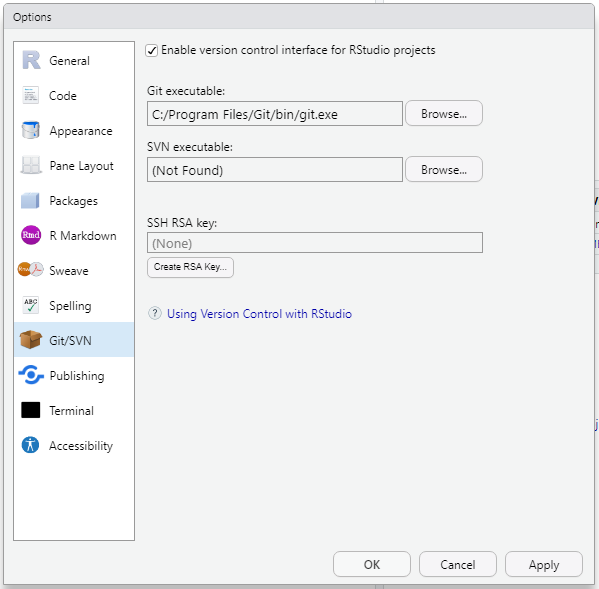 Options
General
Code
Appearance
Pane Layout
Packages
Rmd R Markdown
Sweave
ABC Spelling
Git/SVN
Publishing
Terminal
Accessibility
Enable version control interface for RStudio projects
Git executable:
C:/Program Files/Git/bin/git.exe Browse...
SVN executable:
(Not Found) Browse...
SSH RSA key:
(None)
Create RSA Key...
? Using Version Control with RStudio
OK Cancel Apply